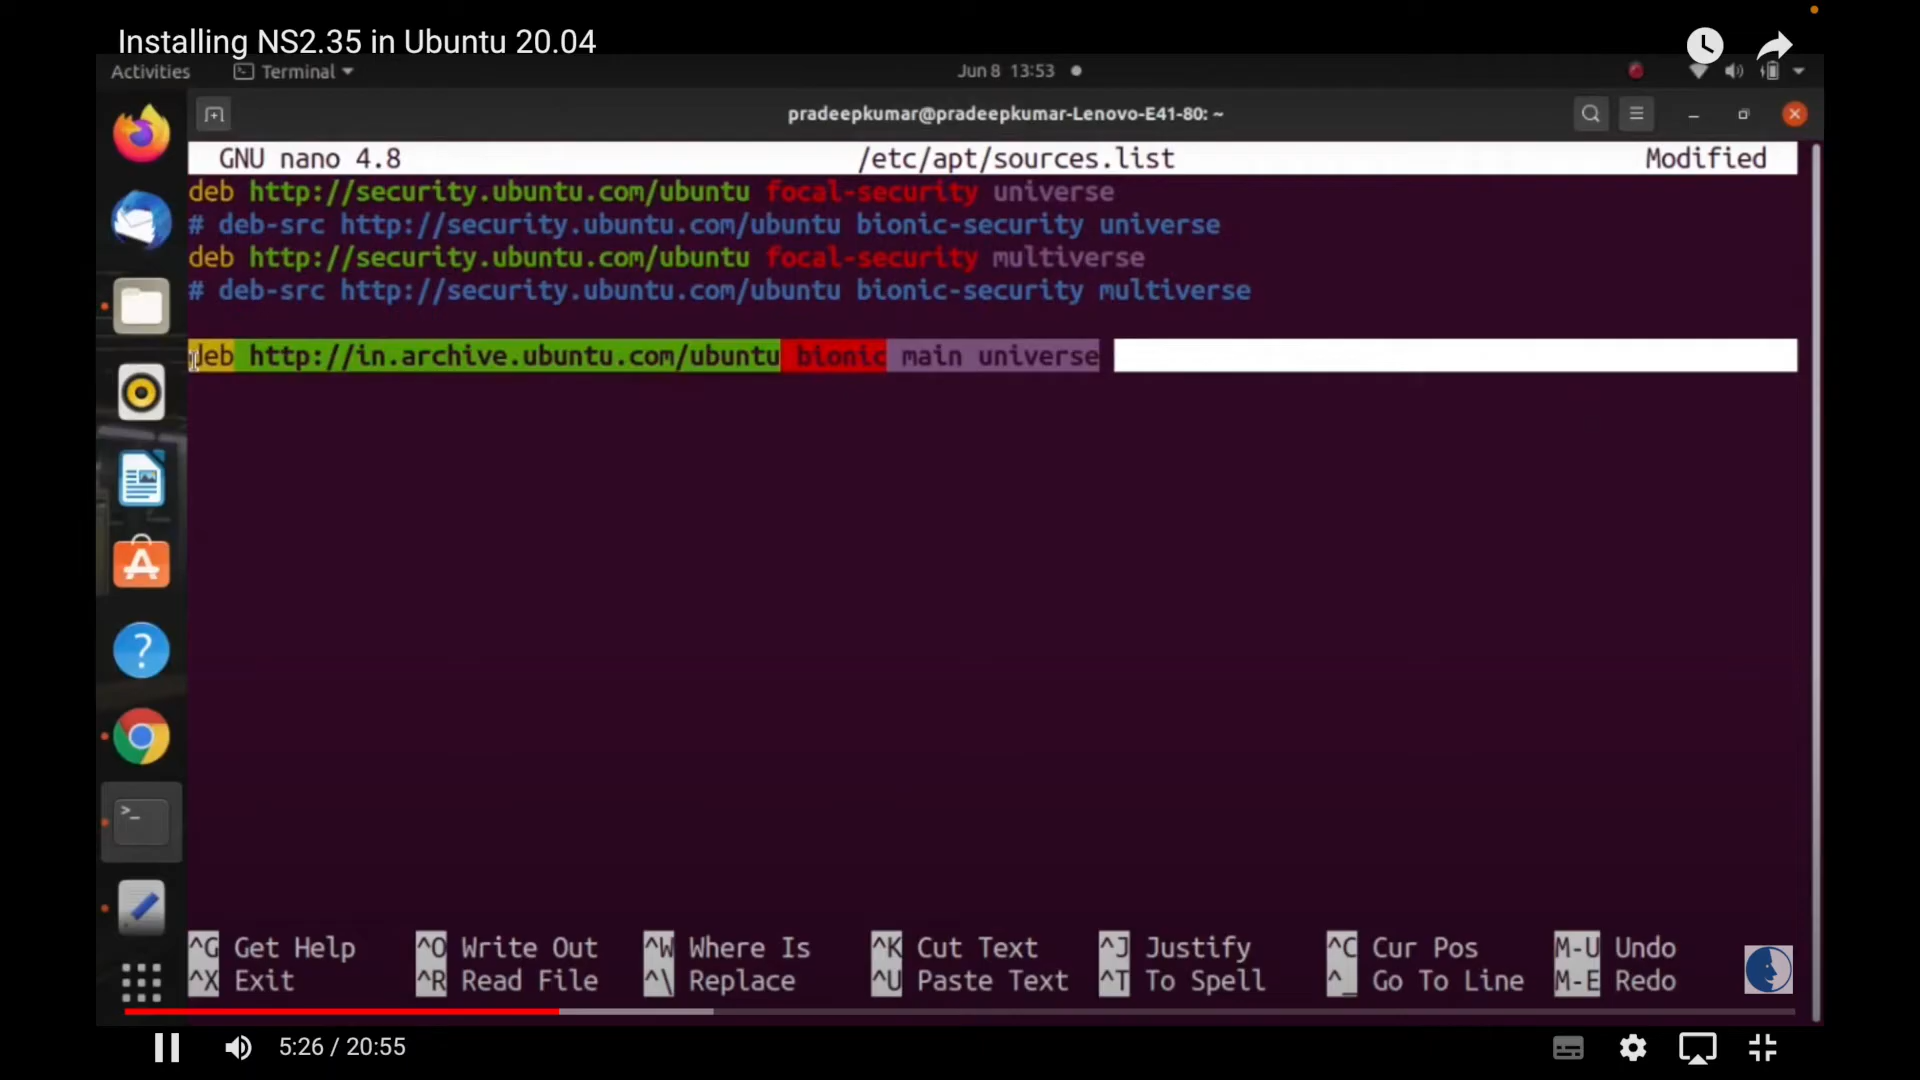 Installing NS2.35 in Ubuntu 20.04
Activities Terminal Jun 8 13:53
pradeepkumar@pradeepkumar-Lenovo-E41-80: ~
GNU nano 4.8 /etc/apt/sources.list Modified
deb http://security.ubuntu.com/ubuntu focal-security universe
# deb-src http://security.ubuntu.com/ubuntu bionic-security universe
deb http://security.ubuntu.com/ubuntu focal-security multiverse
# deb-src http://security.ubuntu.com/ubuntu bionic-security multiverse
deb http://in.archive.ubuntu.com/ubuntu bionic main universe
^G Get Help ^O Write Out ^W Where Is ^K Cut Text ^J Justify ^C Cur Pos M-U Undo
^X Exit ^R Read File ^\ Replace ^U Paste Text ^T To Spell ^_ Go To Line M-E Redo
5:26 / 20:55